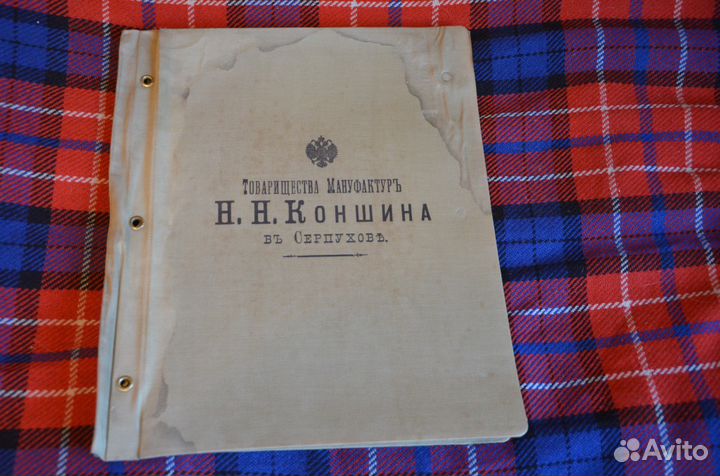 Товарищества Мануфактуръ
Н. Н. Коншина
въ Серпуховѣ.
Avito